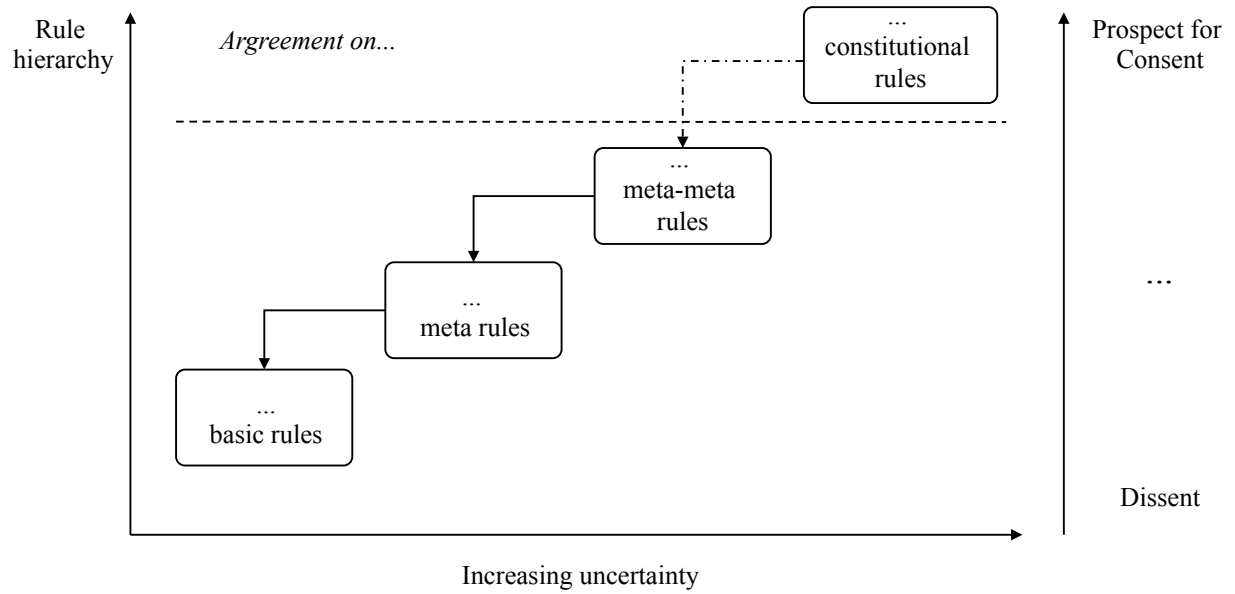 Rule
hierarchy
Argreement on...
...
constitutional
rules
Prospect for
Consent
...
meta-meta
rules
...
meta rules
...
...
basic rules
Dissent
Increasing uncertainty